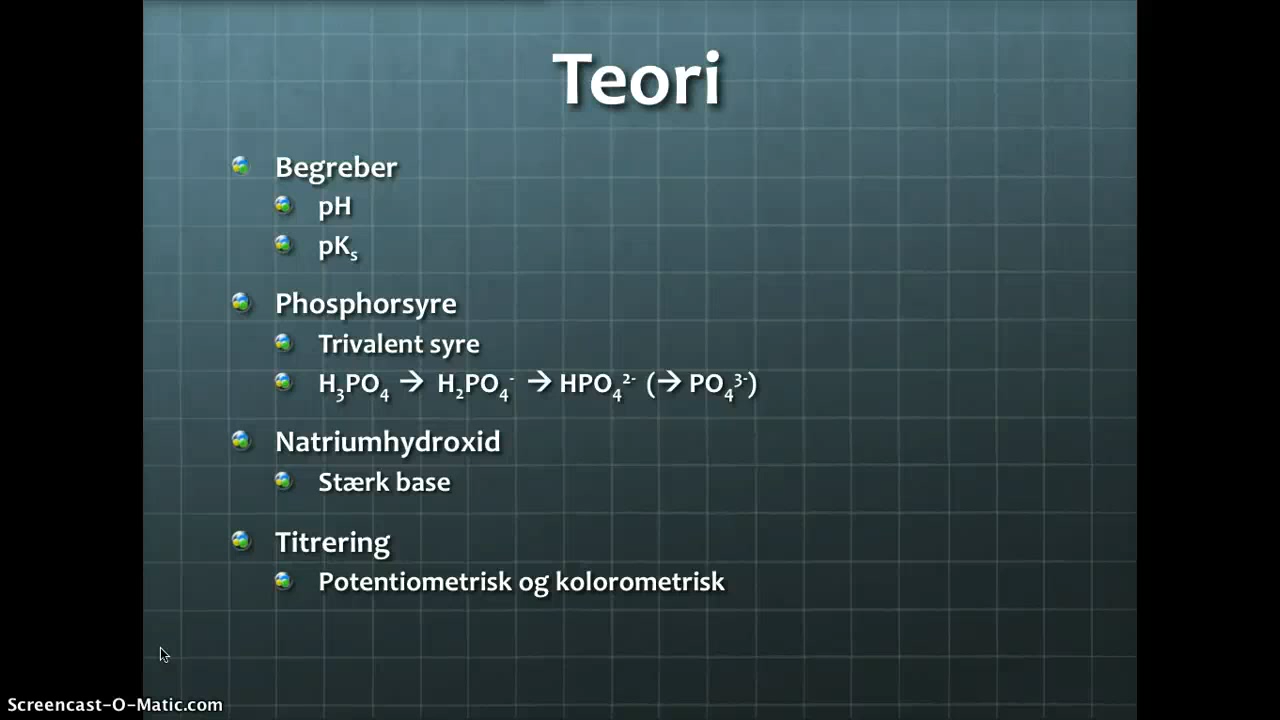 Teori
Begreber
pH
pKₛ
Phosphorsyre
Trivalent syre
H₃PO₄ → H₂PO₄⁻ → HPO₄²⁻ (→ PO₄³⁻)
Natriumhydroxid
Stærk base
Titrering
Potentiometrisk og kolorometrisk
Screencast-O-Matic.com